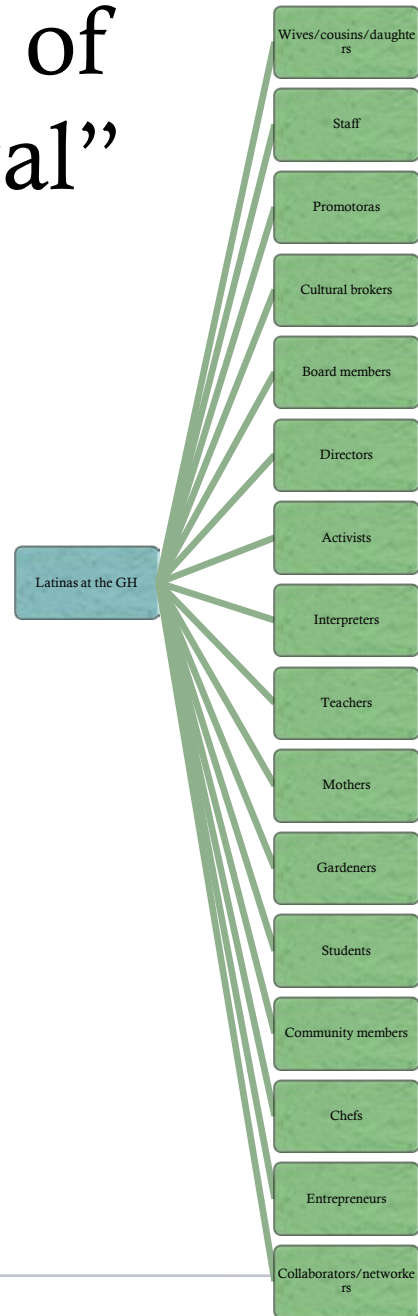 of
al”
Latinas at the GH
Wives/cousins/daughte
rs
Staff
Promotoras
Cultural brokers
Board members
Directors
Activists
Interpreters
Teachers
Mothers
Gardeners
Students
Community members
Chefs
Entrepreneurs
Collaborators/networke
rs